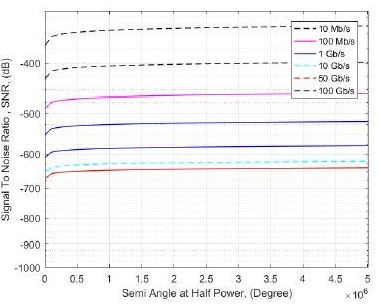 10 Mb/s
100 Mb/s
1 Gb/s
10 Gb/s
50 Gb/s
100 Gb/s
-400
-500
-600
-700
-800
-900
-1000
Signal To Noise Ratio, SNR, (dB)
0 0.5 1 1.5 2 2.5 3 3.5 4 4.5 5
× 10⁶
Semi Angle at Half Power, (Degree)